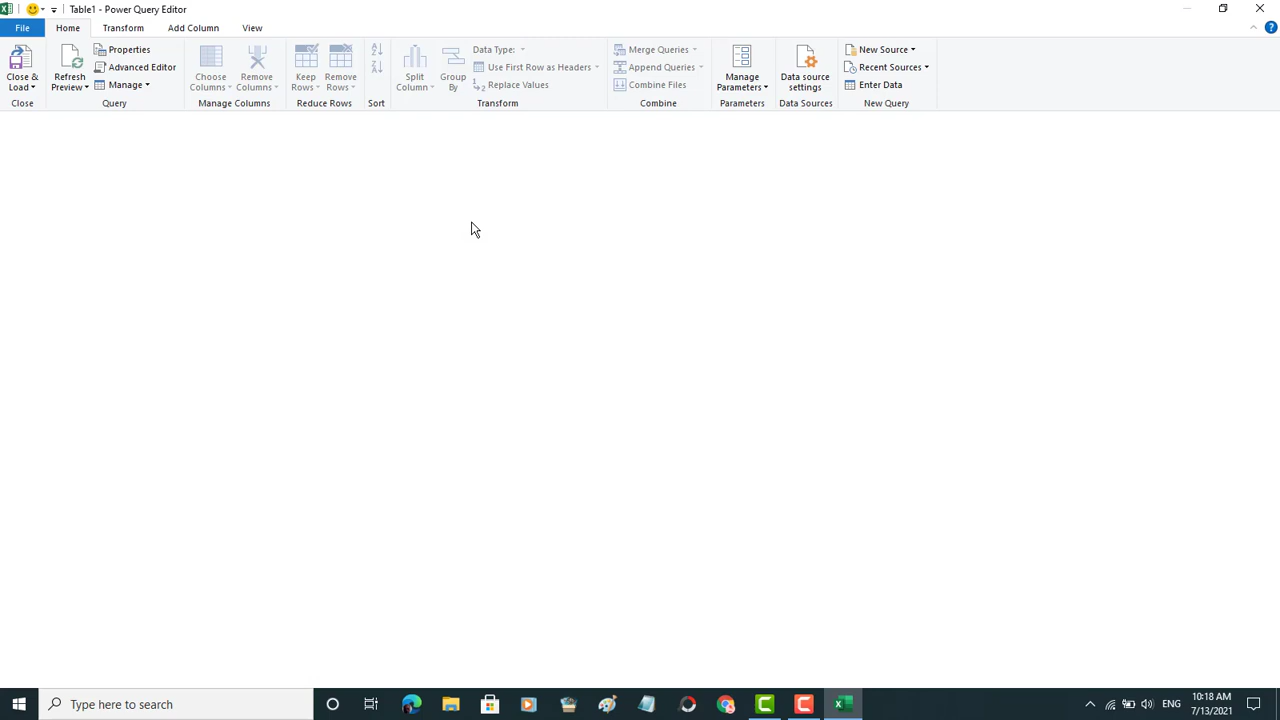 Table1 - Power Query Editor
File
Home
Transform
Add Column
View
Close &
Load
Close
Refresh
Preview
Properties
Advanced Editor
Manage
Query
Choose
Columns
Remove
Columns
Manage Columns
Keep
Rows
Remove
Rows
Reduce Rows
A
Z
Z
A
Sort
Split
Column
Group
By
Data Type:
Use First Row as Headers
1
2
Replace Values
Transform
Merge Queries
Append Queries
Combine Files
Combine
Manage
Parameters
Parameters
Data source
settings
Data Sources
New Source
Recent Sources
Enter Data
New Query
Type here to search
ENG
10:18 AM
7/13/2021